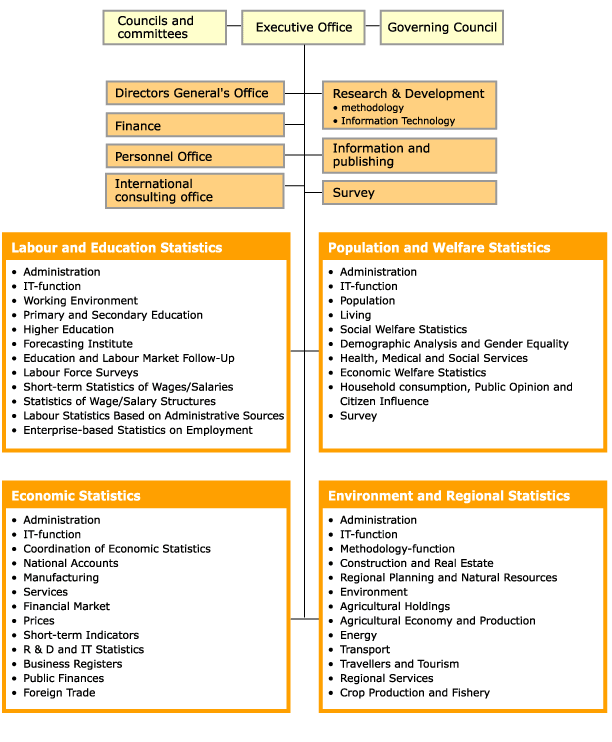 Councils and
committees
Executive Office
Governing Council
Directors General's Office
Finance
Personnel Office
International
consulting office
Research & Development
• methodology
• Information Technology
Information and
publishing
Survey
Labour and Education Statistics
• Administration
• IT-function
• Working Environment
• Primary and Secondary Education
• Higher Education
• Forecasting Institute
• Education and Labour Market Follow-Up
• Labour Force Surveys
• Short-term Statistics of Wages/Salaries
• Statistics of Wage/Salary Structures
• Labour Statistics Based on Administrative Sources
• Enterprise-based Statistics on Employment
Population and Welfare Statistics
• Administration
• IT-function
• Population
• Living
• Social Welfare Statistics
• Demographic Analysis and Gender Equality
• Health, Medical and Social Services
• Economic Welfare Statistics
• Household consumption, Public Opinion and
Citizen Influence
• Survey
Economic Statistics
• Administration
• IT-function
• Coordination of Economic Statistics
• National Accounts
• Manufacturing
• Services
• Financial Market
• Prices
• Short-term Indicators
• R & D and IT Statistics
• Business Registers
• Public Finances
• Foreign Trade
Environment and Regional Statistics
• Administration
• IT-function
• Methodology-function
• Construction and Real Estate
• Regional Planning and Natural Resources
• Environment
• Agricultural Holdings
• Agricultural Economy and Production
• Energy
• Transport
• Travellers and Tourism
• Regional Services
• Crop Production and Fishery